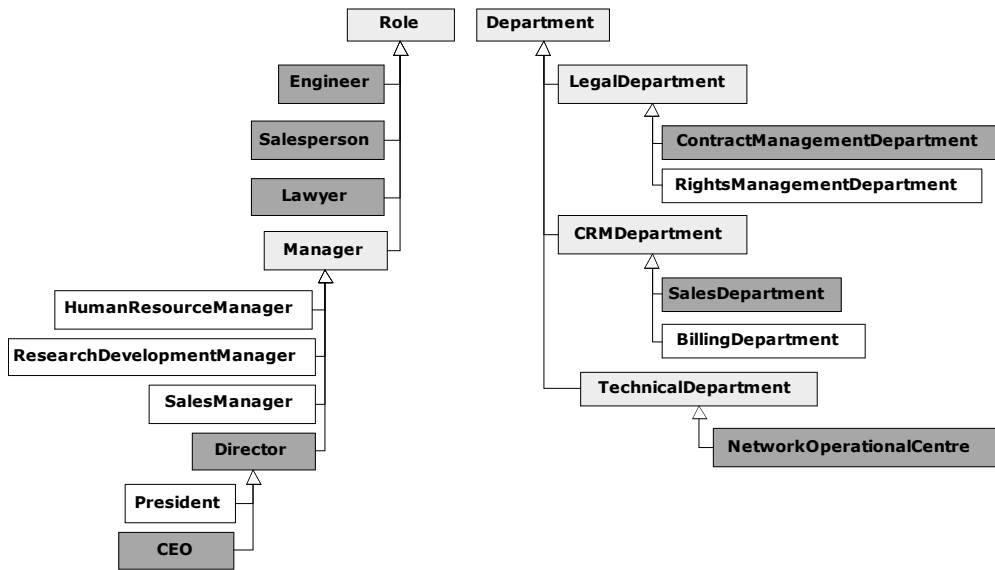 Role
Engineer
Salesperson
Lawyer
Manager
HumanResourceManager
ResearchDevelopmentManager
SalesManager
Director
President
CEO
Department
LegalDepartment
ContractManagementDepartment
RightsManagementDepartment
CRMDepartment
SalesDepartment
BillingDepartment
TechnicalDepartment
NetworkOperationalCentre